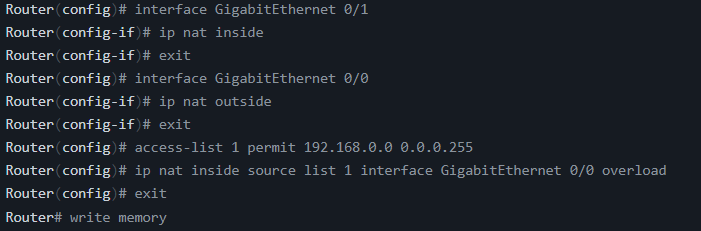 Router(config)# interface GigabitEthernet 0/1
Router(config-if)# ip nat inside
Router(config-if)# exit
Router(config)# interface GigabitEthernet 0/0
Router(config-if)# ip nat outside
Router(config-if)# exit
Router(config)# access-list 1 permit 192.168.0.0 0.0.0.255
Router(config)# ip nat inside source list 1 interface GigabitEthernet 0/0 overload
Router(config)# exit
Router# write memory